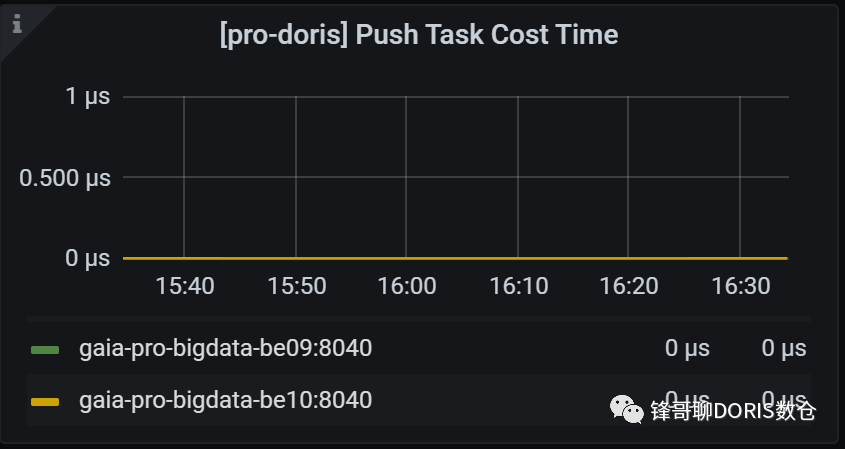 [pro-doris] Push Task Cost Time
1 µs
0.500 µs
0 µs
15:40 15:50 16:00 16:10 16:20 16:30
gaia-pro-bigdata-be09:8040 0 µs 0 µs
gaia-pro-bigdata-be10:8040 0 µs 0 µs
锋哥聊DORIS数仓